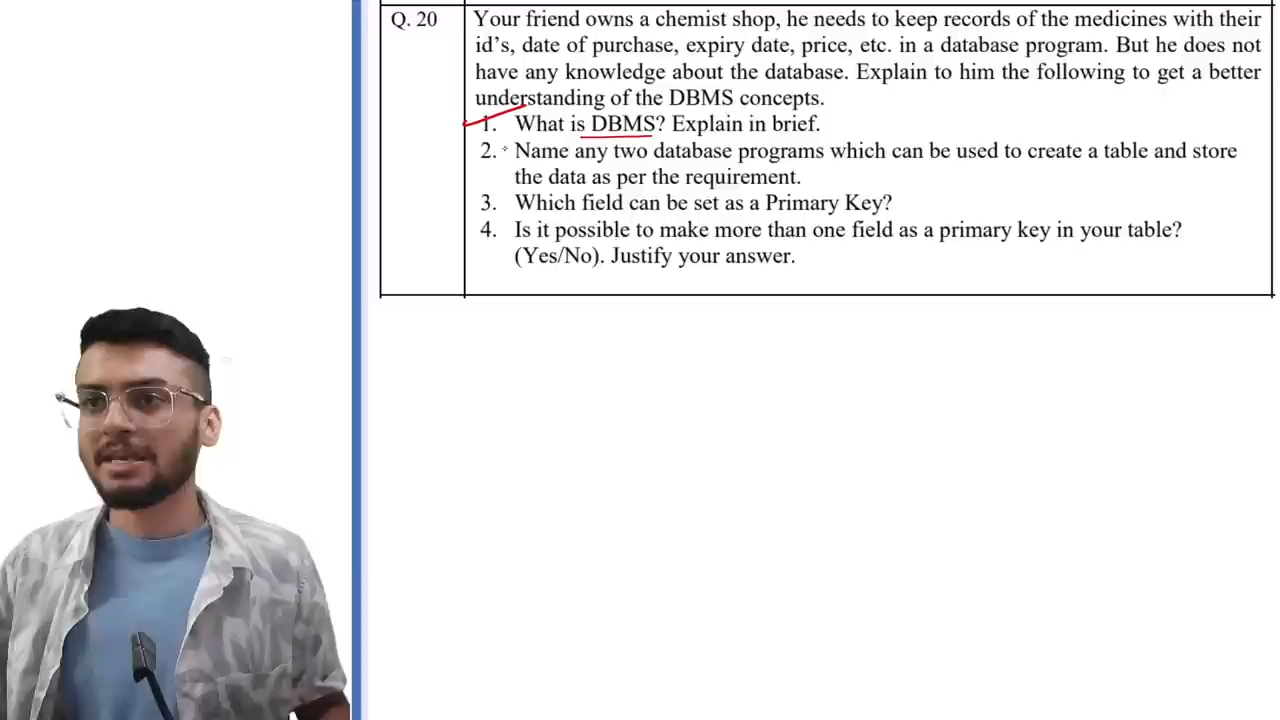 Q. 20
Your friend owns a chemist shop, he needs to keep records of the medicines with their
id’s, date of purchase, expiry date, price, etc. in a database program. But he does not
have any knowledge about the database. Explain to him the following to get a better
understanding of the DBMS concepts.
1. What is DBMS? Explain in brief.
2. Name any two database programs which can be used to create a table and store
the data as per the requirement.
3. Which field can be set as a Primary Key?
4. Is it possible to make more than one field as a primary key in your table?
(Yes/No). Justify your answer.